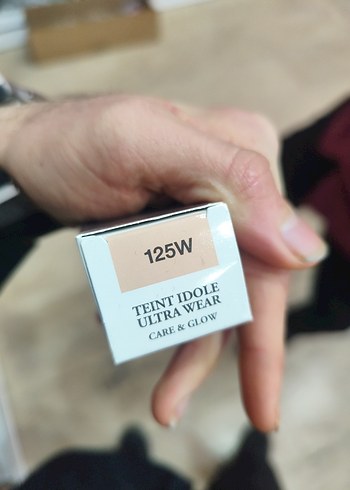 125W
TEINT IDOLE
ULTRA WEAR
CARE & GLOW